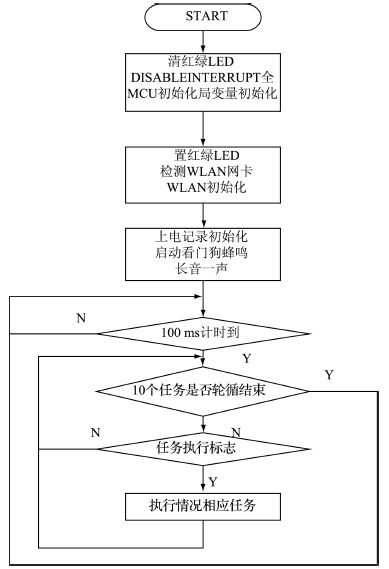 START
清红绿LED
DISABLEINTERRUPT全
MCU初始化局变量初始化
置红绿LED
检测WLAN网卡
WLAN初始化
上电记录初始化
启动看门狗蜂鸣
长音一声
N
100 ms计时到
Y
10个任务是否轮循结束
Y
N
N
任务执行标志
Y
执行情况相应任务